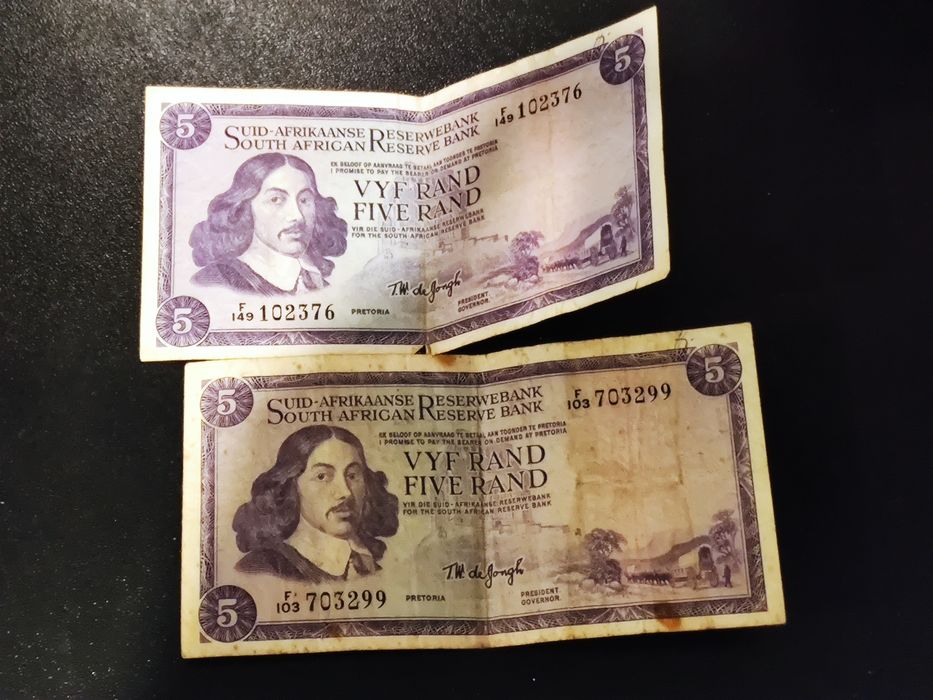 5
5
F
149 102376
SUID-AFRIKAANSE RESERWEBANK
SOUTH AFRICAN RESERVE BANK
EK BELOOF OP AANVRAAG TE BETAAL AAN TOONDER TE PRETORIA
I PROMISE TO PAY THE BEARER ON DEMAND AT PRETORIA
VYF RAND
FIVE RAND
VIR DIE SUID-AFRIKAANSE RESERWEBANK
FOR THE SOUTH AFRICAN RESERVE BANK
T.W. de Jongh
F
149 102376
PRETORIA
PRESIDENT.
GOVERNOR.
5
5
5
F
103 703299
SUID-AFRIKAANSE RESERWEBANK
SOUTH AFRICAN RESERVE BANK
EK BELOOF OP AANVRAAG TE BETAAL AAN TOONDER TE PRETORIA
I PROMISE TO PAY THE BEARER ON DEMAND AT PRETORIA
VYF RAND
FIVE RAND
VIR DIE SUID-AFRIKAANSE RESERWEBANK
FOR THE SOUTH AFRICAN RESERVE BANK
T.W. de Jongh
F
103 703299
PRETORIA
PRESIDENT.
GOVERNOR.
5